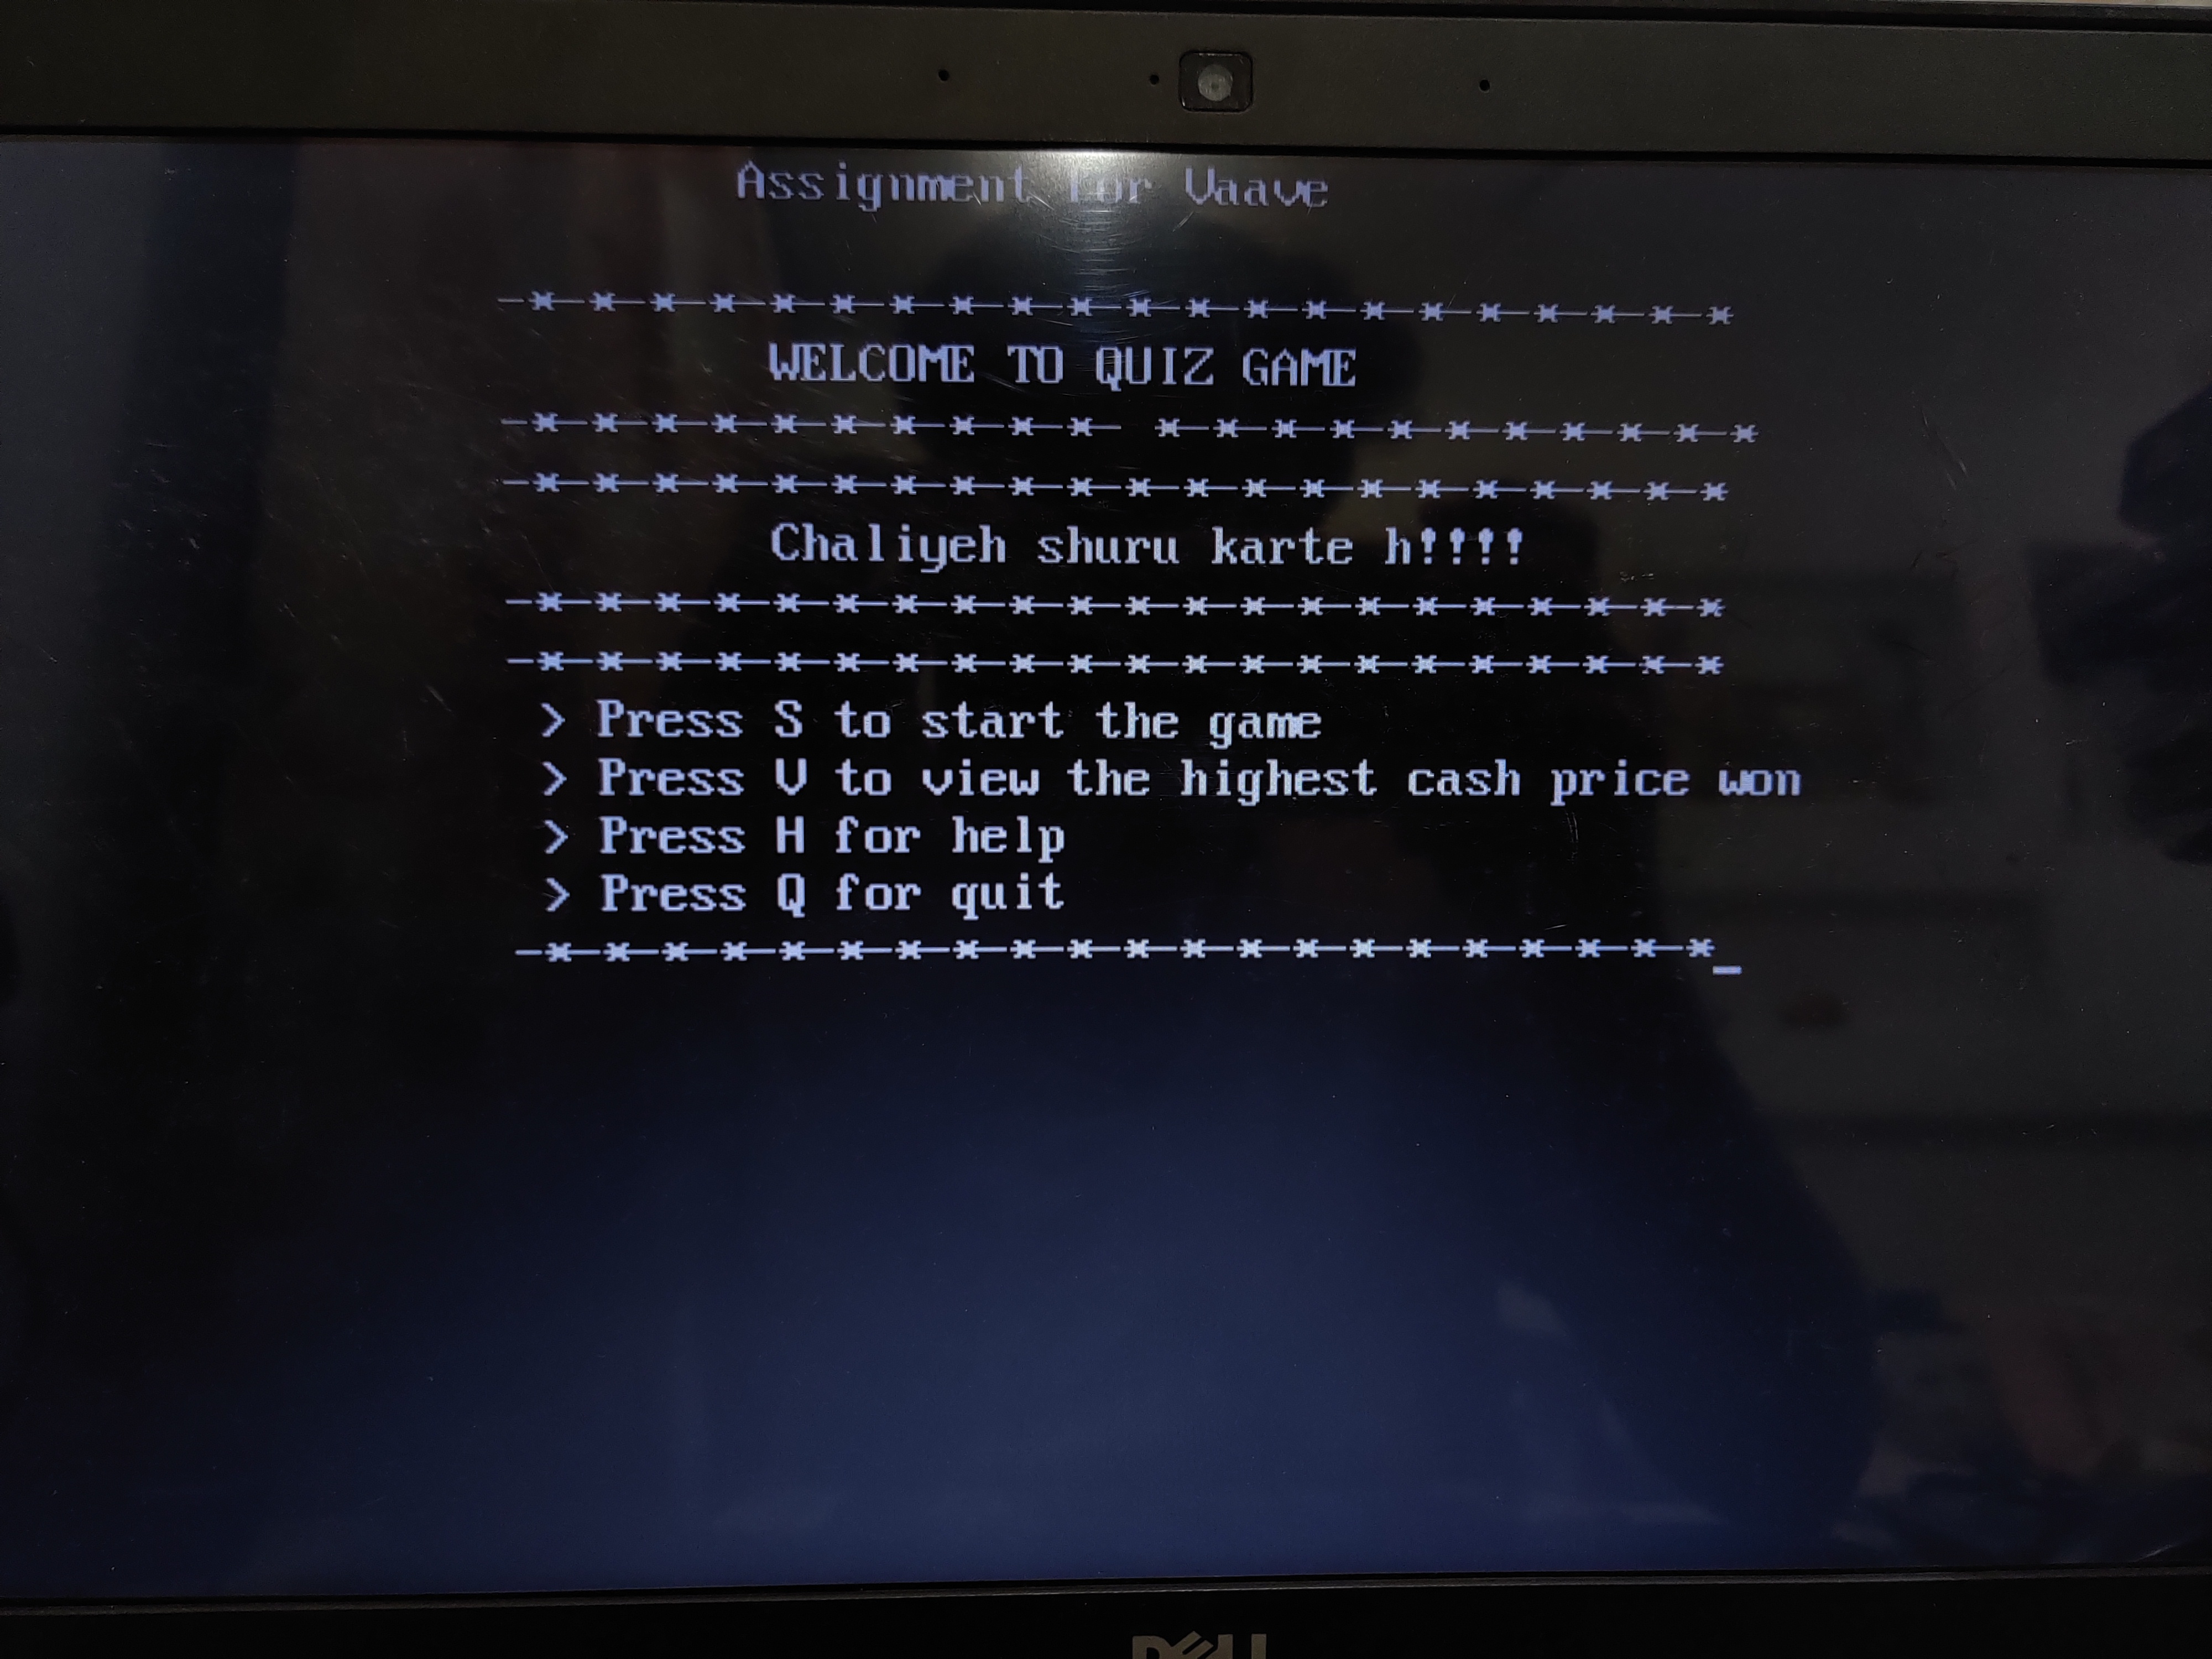 Assignment for Vaave
-*-*-*-*-*-*-*-*-*-*-*-*-*-*-*-*-*-*-*-*-*
WELCOME TO QUIZ GAME
-*-*-*-*-*-*-*-*-*-*- *-*-*-*-*-*-*-*-*-*-*
-*-*-*-*-*-*-*-*-*-*-*-*-*-*-*-*-*-*-*-*-*
Chaliyeh shuru karte h!!!!
-*-*-*-*-*-*-*-*-*-*-*-*-*-*-*-*-*-*-*-*-*
-*-*-*-*-*-*-*-*-*-*-*-*-*-*-*-*-*-*-*-*-*
> Press S to start the game
> Press V to view the highest cash price won
> Press H for help
> Press Q for quit
-*-*-*-*-*-*-*-*-*-*-*-*-*-*-*-*-*-*-*-*-*_
DELL